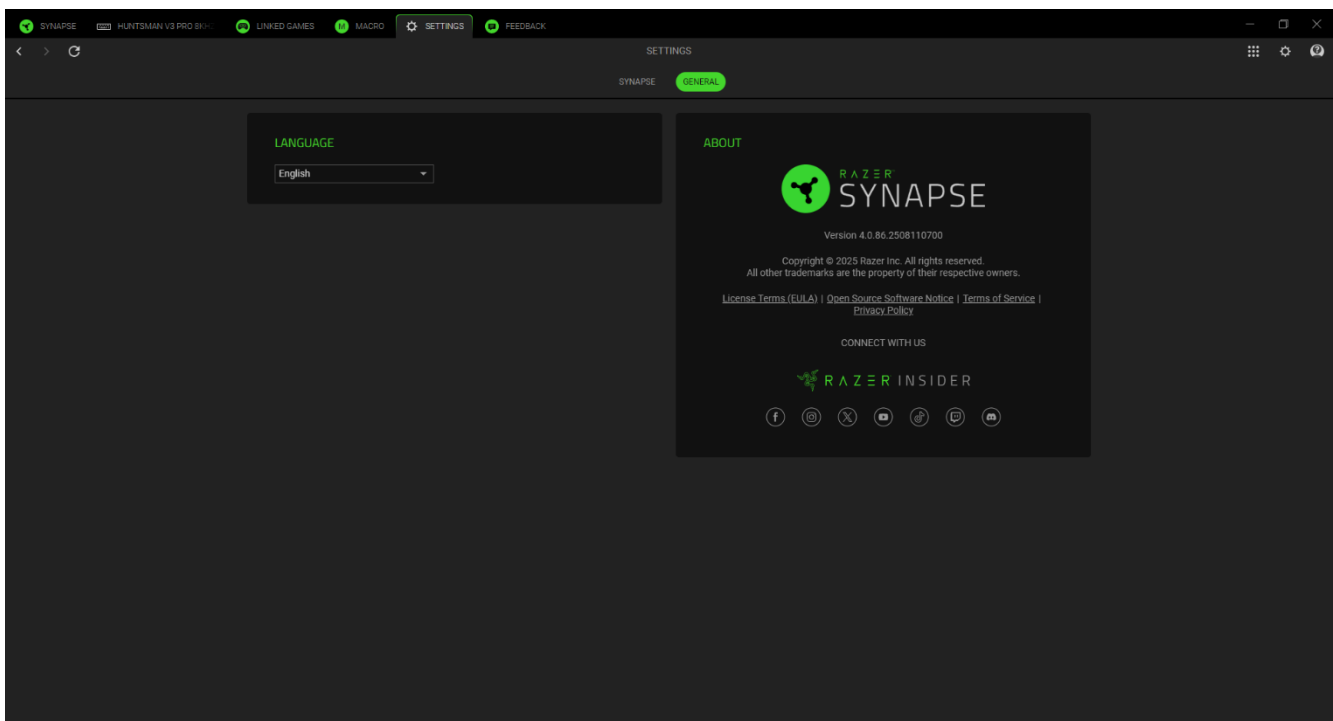 SYNAPSE HUNTSMAN V3 PRO 8KHZ LINKED GAMES M MACRO SETTINGS FEEDBACK
SETTINGS
SYNAPSE GENERAL
LANGUAGE
English
ABOUT
RAZER
SYNAPSE
Version 4.0.86.2508110700
Copyright © 2025 Razer Inc. All rights reserved.
All other trademarks are the property of their respective owners.
License Terms (EULA) | Open Source Software Notice | Terms of Service |
Privacy Policy
CONNECT WITH US
RAZER INSIDER